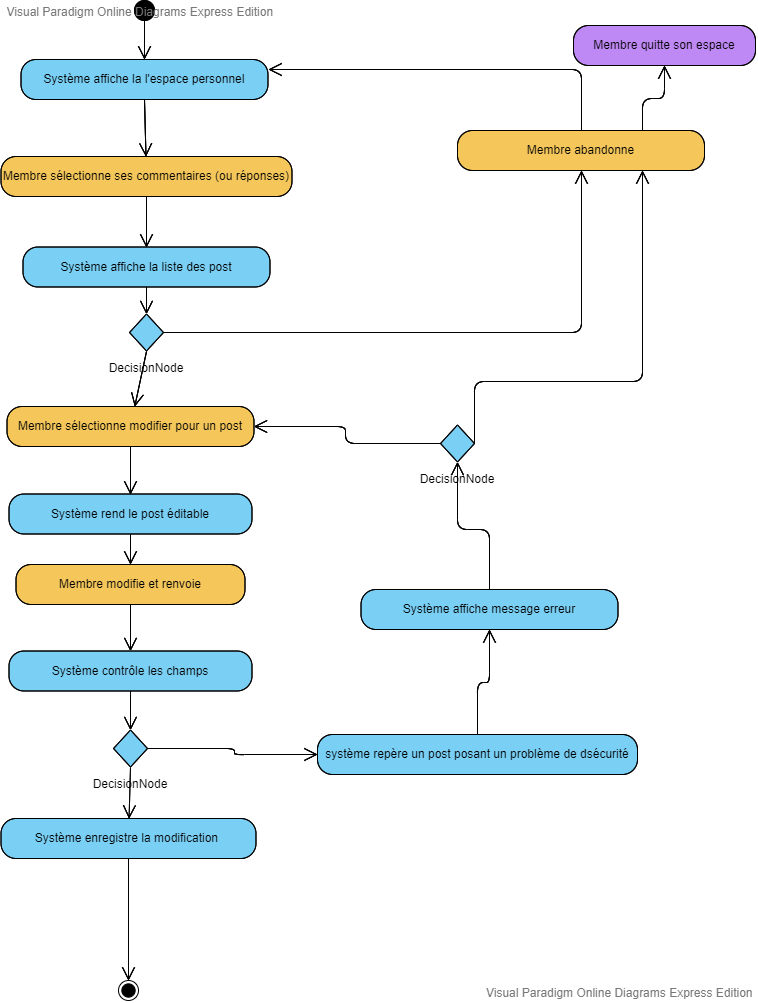 Visual Paradigm Online Diagrams Express Edition
Membre quitte son espace
Système affiche la l'espace personnel
Membre abandonne
Membre sélectionne ses commentaires (ou réponses)
Système affiche la liste des post
DecisionNode
Membre sélectionne modifier pour un post
DecisionNode
Système rend le post éditable
Membre modifie et renvoie
Système affiche message erreur
Système contrôle les champs
système repère un post posant un problème de dsécurité
DecisionNode
Système enregistre la modification
Visual Paradigm Online Diagrams Express Edition